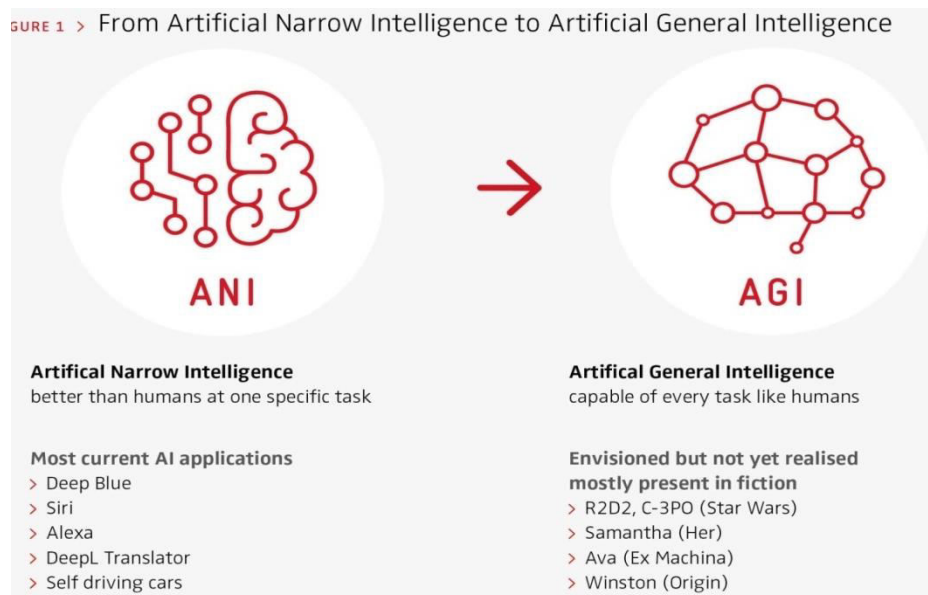 GURE 1 > From Artificial Narrow Intelligence to Artificial General Intelligence
ANI
Artifical Narrow Intelligence
better than humans at one specific task
Most current AI applications
> Deep Blue
> Siri
> Alexa
> DeepL Translator
> Self driving cars
AGI
Artifical General Intelligence
capable of every task like humans
Envisioned but not yet realised
mostly present in fiction
> R2D2, C-3PO (Star Wars)
> Samantha (Her)
> Ava (Ex Machina)
> Winston (Origin)